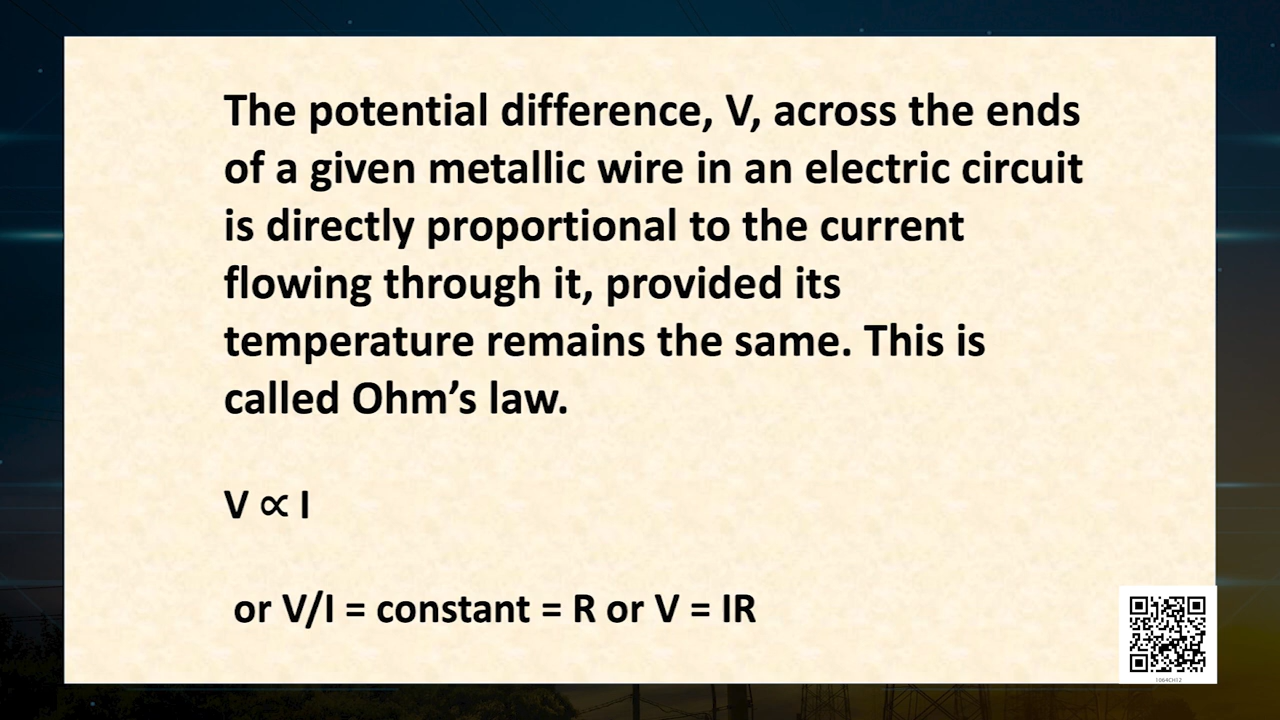 The potential difference, V, across the ends
of a given metallic wire in an electric circuit
is directly proportional to the current
flowing through it, provided its
temperature remains the same. This is
called Ohm’s law.
V ∝ I
or V/I = constant = R or V = IR
1064CH12